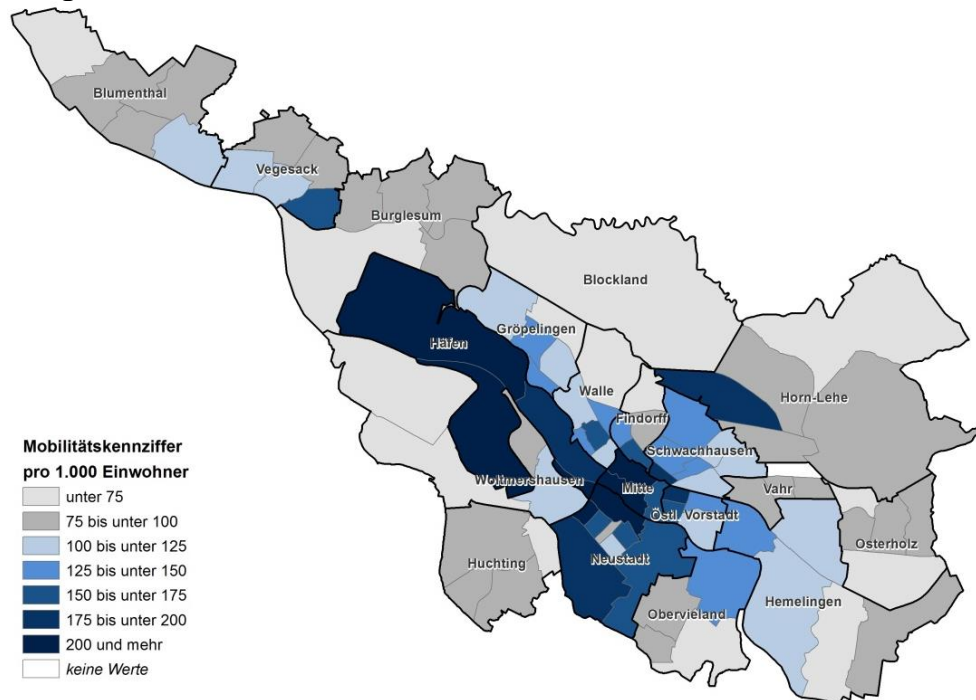 Blumenthal
Vegesack
Burglesum
Blockland
Gröpelingen
Häfen
Walle
Findorff
Horn-Lehe
Schwachhausen
Mobilitätskennziffer
pro 1.000 Einwohner
unter 75
75 bis unter 100
100 bis unter 125
125 bis unter 150
150 bis unter 175
175 bis unter 200
200 und mehr
keine Werte
Woltmershausen
Mitte
Vahr
Östl. Vorstadt
Osterholz
Huchting
Neustadt
Obervieland
Hemelingen